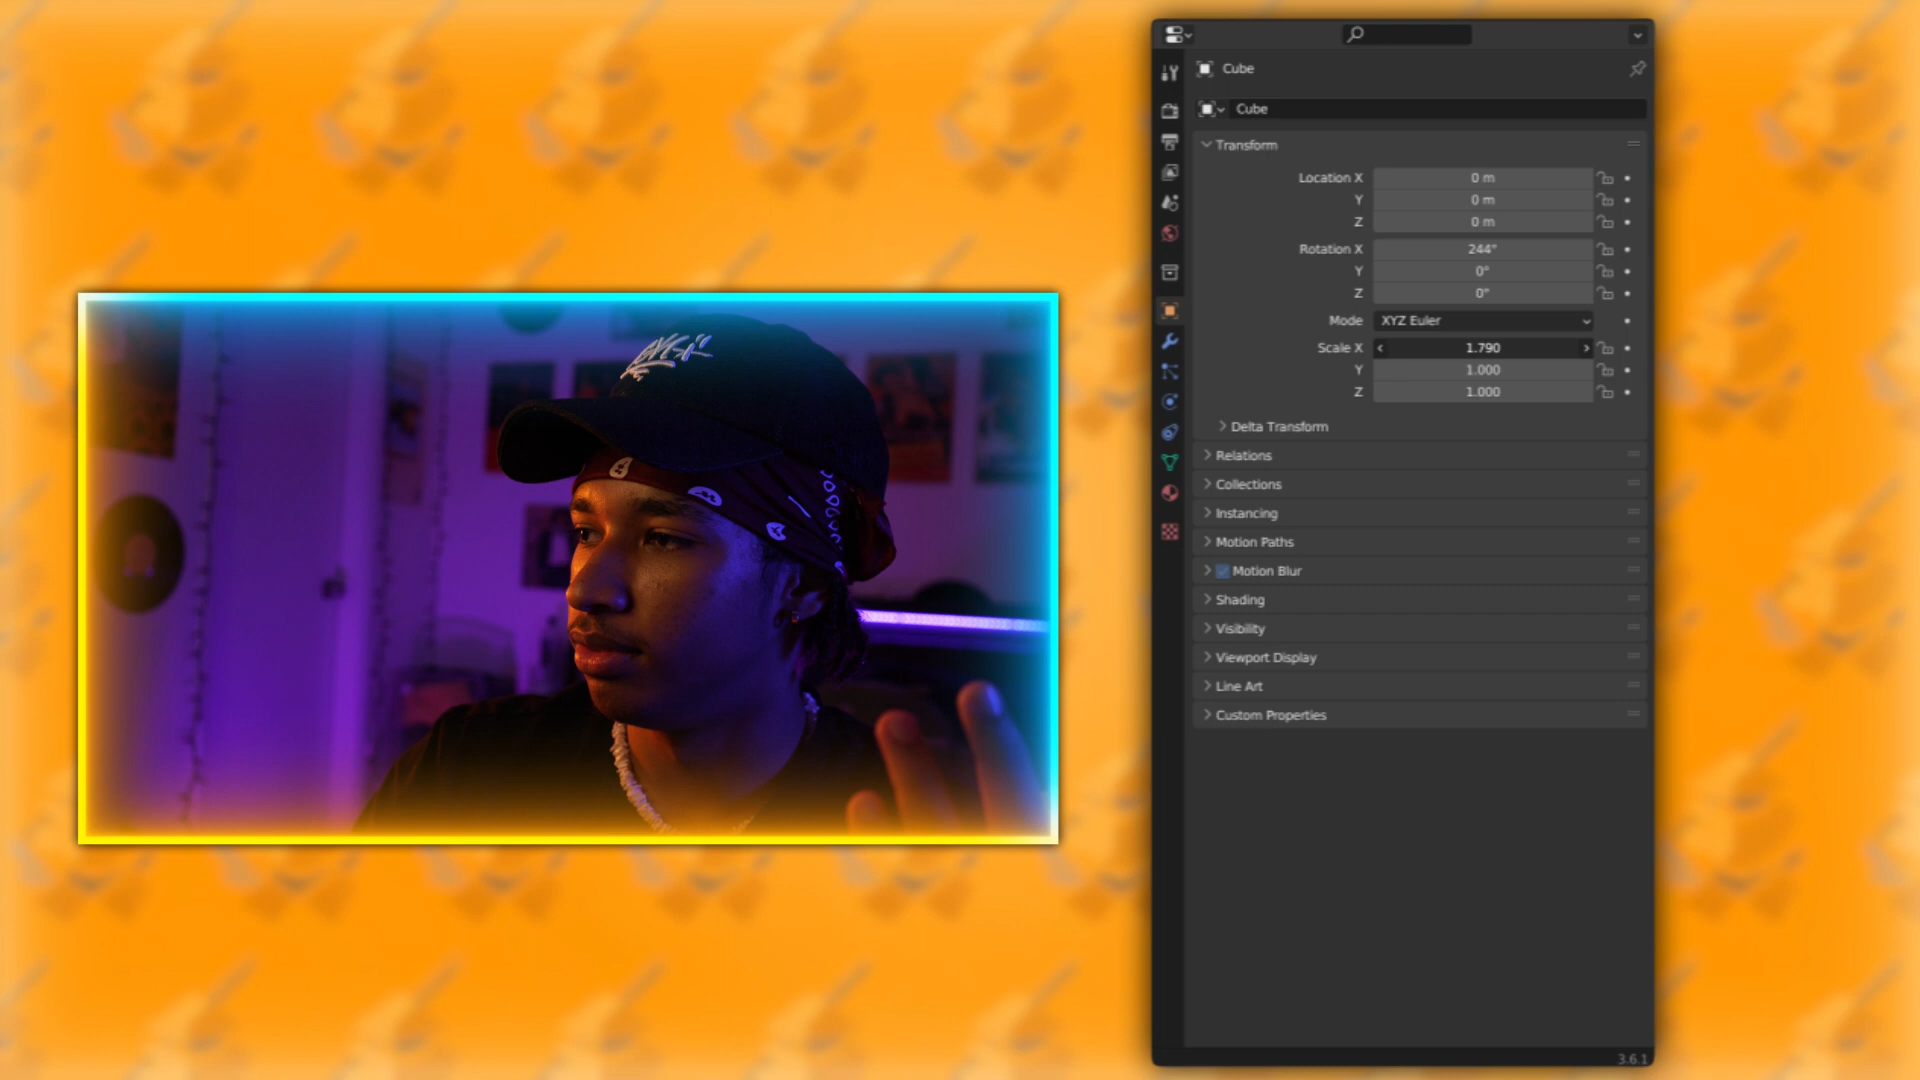 Cube
Cube
Transform
Location X 0 m
Y 0 m
Z 0 m
Rotation X 244°
Y 0°
Z 0°
Mode XYZ Euler
Scale X 1.790
Y 1.000
Z 1.000
Delta Transform
Relations
Collections
Instancing
Motion Paths
Motion Blur
Shading
Visibility
Viewport Display
Line Art
Custom Properties
3.6.1